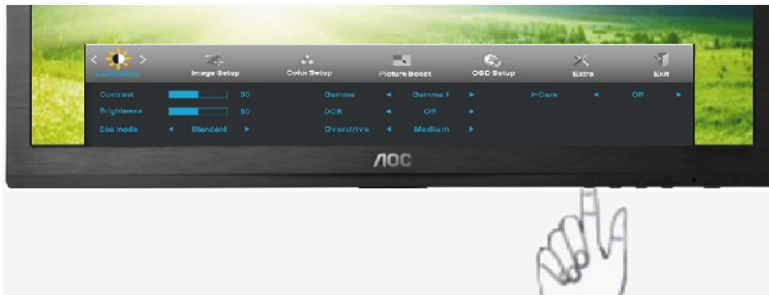 Luminance Image Setup Color Setup Picture Boost OSD Setup Extra Exit
Contrast 50 Gamma Gamma 1 i-Care Off
Brightness 50 DCR Off
Eco mode Standard Overdrive Medium
AOC